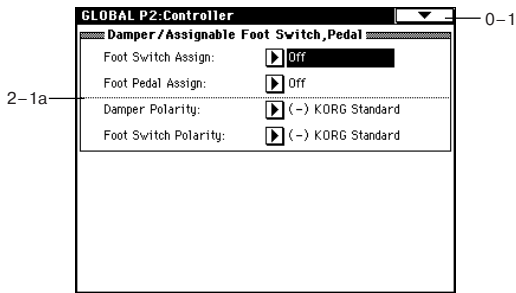 GLOBAL P2:Controller
0-1
Damper/Assignable Foot Switch,Pedal
Foot Switch Assign: Off
Foot Pedal Assign: Off
2-1a
Damper Polarity: (-) KORG Standard
Foot Switch Polarity: (-) KORG Standard